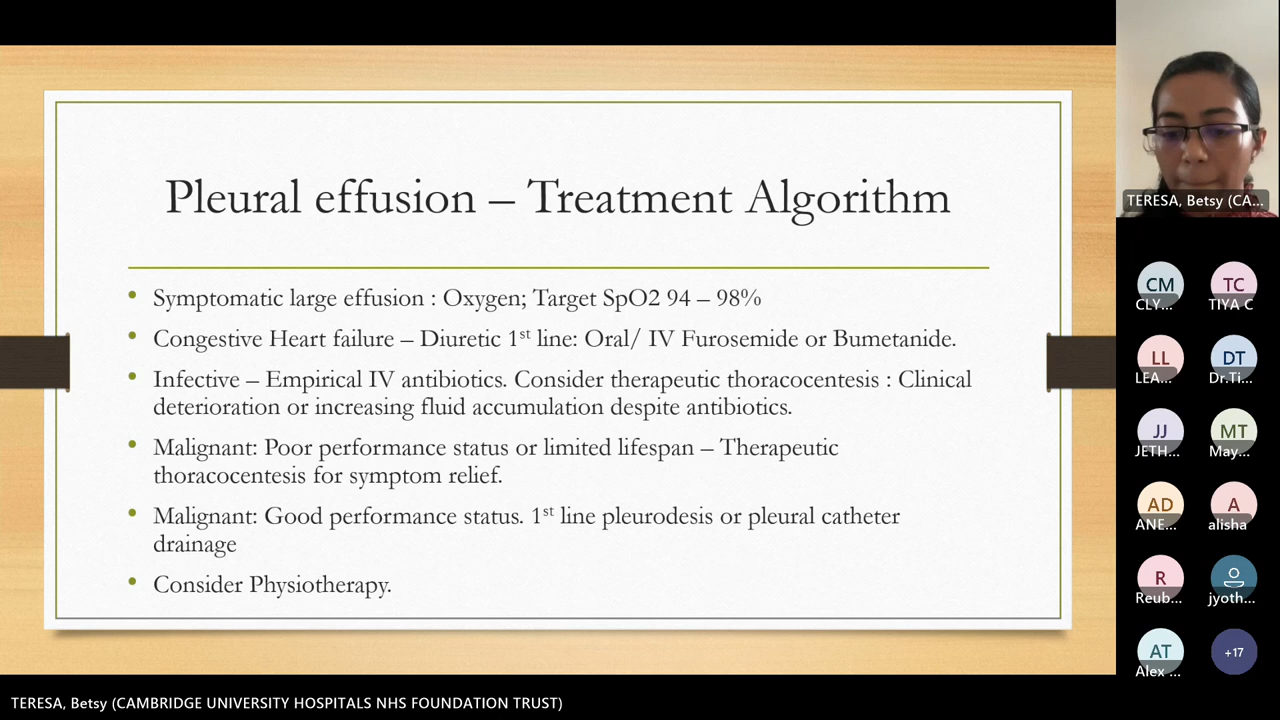 Pleural effusion – Treatment Algorithm
• Symptomatic large effusion : Oxygen; Target SpO2 94 – 98%
• Congestive Heart failure – Diuretic 1st line: Oral/ IV Furosemide or Bumetanide.
• Infective – Empirical IV antibiotics. Consider therapeutic thoracocentesis : Clinical
deterioration or increasing fluid accumulation despite antibiotics.
• Malignant: Poor performance status or limited lifespan – Therapeutic
thoracocentesis for symptom relief.
• Malignant: Good performance status. 1st line pleurodesis or pleural catheter
drainage
• Consider Physiotherapy.
TERESA, Betsy (CA...
CM
CLY...
TC
TIYA C
LL
LEA...
DT
Dr.Ti...
JJ
JETH...
MT
May...
AD
ANE...
A
alisha
R
Reub...
jyoth...
AT
Alex ...
+17
TERESA, Betsy (CAMBRIDGE UNIVERSITY HOSPITALS NHS FOUNDATION TRUST)